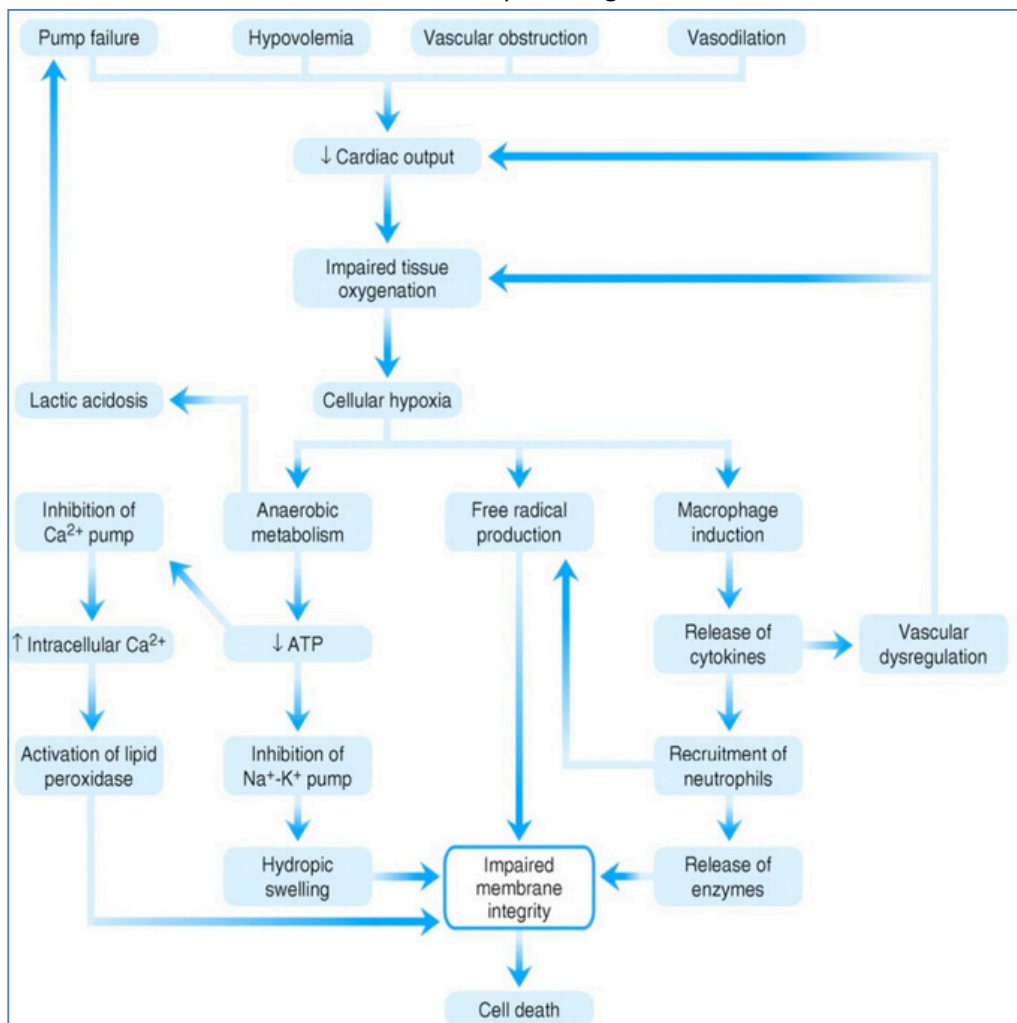 Pump failure
Hypovolemia
Vascular obstruction
Vasodilation
↓ Cardiac output
Impaired tissue
oxygenation
Lactic acidosis
Cellular hypoxia
Inhibition of
Ca²⁺ pump
Anaerobic
metabolism
Free radical
production
Macrophage
induction
↑ Intracellular Ca²⁺
↓ ATP
Release of
cytokines
Vascular
dysregulation
Activation of lipid
peroxidase
Inhibition of
Na⁺-K⁺ pump
Recruitment of
neutrophils
Hydropic
swelling
Impaired
membrane
integrity
Release of
enzymes
Cell death